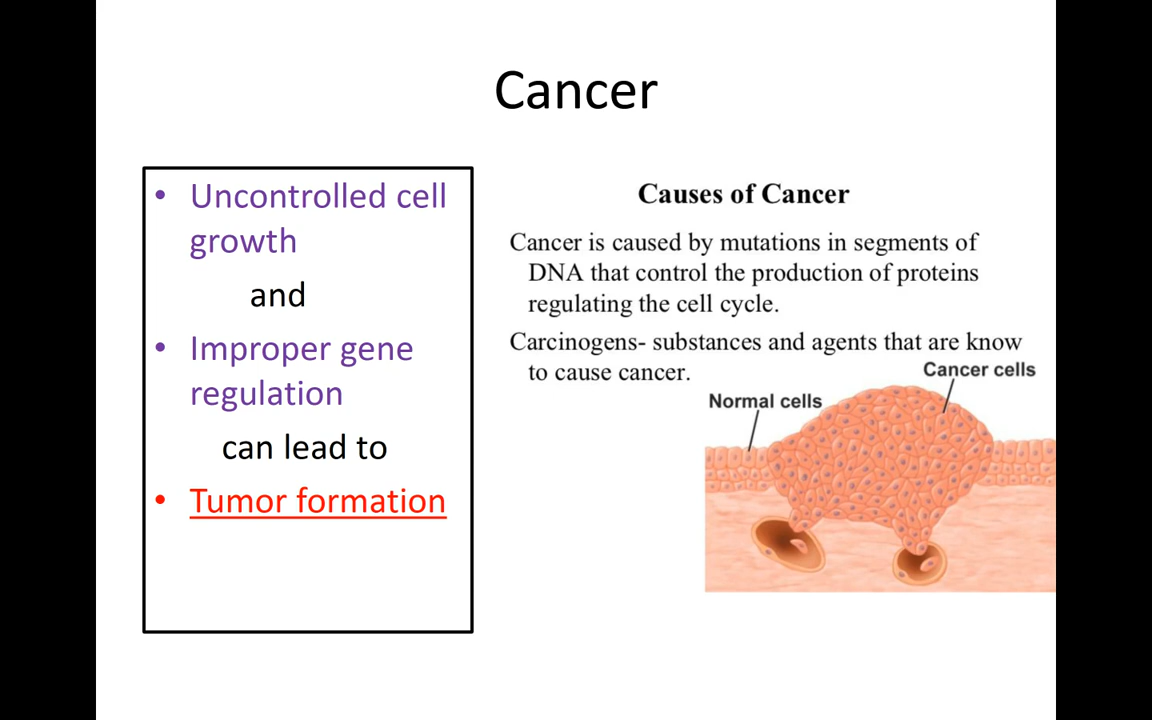 Cancer
• Uncontrolled cell
growth
and
• Improper gene
regulation
can lead to
• Tumor formation
Causes of Cancer
Cancer is caused by mutations in segments of
DNA that control the production of proteins
regulating the cell cycle.
Carcinogens- substances and agents that are know
to cause cancer.
Cancer cells
Normal cells